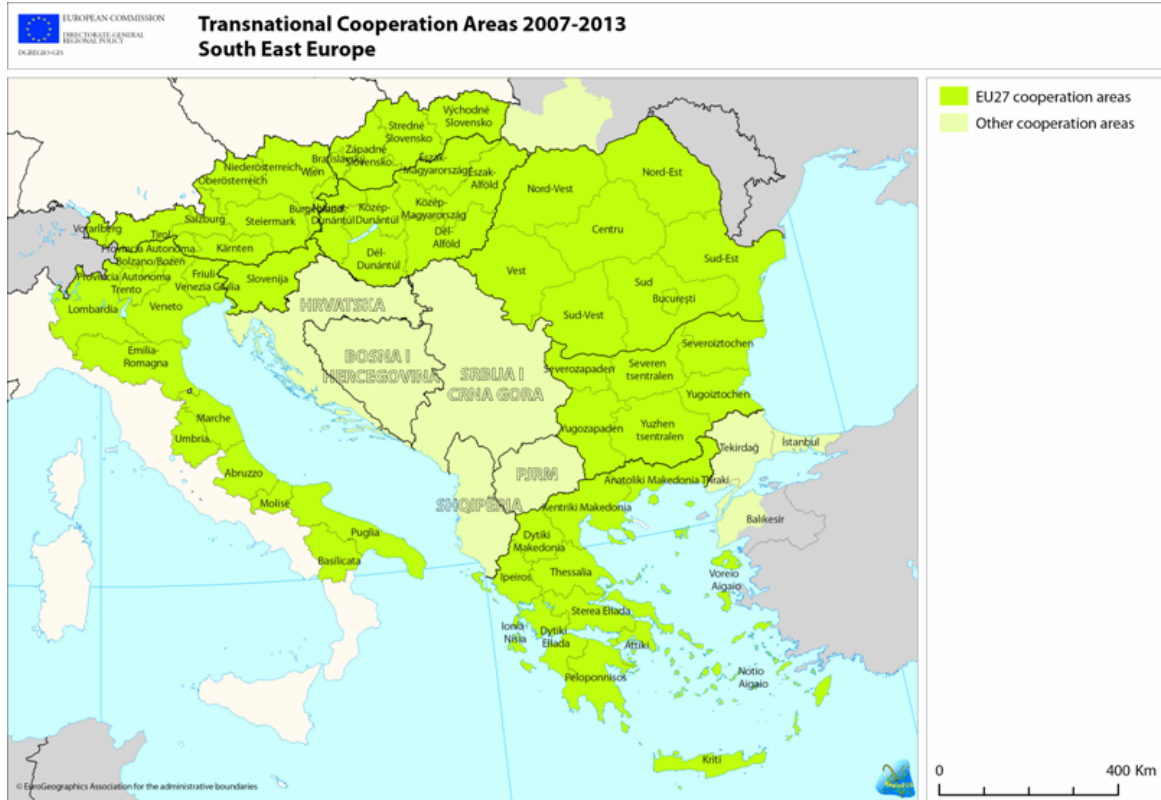 EUROPEAN COMMISSION
DIRECTORATE-GENERAL
REGIONAL POLICY
DGREGIO-GIS
Transnational Cooperation Areas 2007-2013
South East Europe
EU27 cooperation areas
Other cooperation areas
Východné
Slovensko
Stredné
Slovensko
Západné
Slovensko
Bratislavský
Niederösterreich
Wien
Oberösterreich
Észak-
Magyarország
Észak-
Alföld
Nord-Vest
Nord-Est
Salzburg
Steiermark
Közép-
Dunántúl
Közép-
Magyarország
Dél-
Alföld
Dél-
Dunántúl
Vorarlberg
Tirol
Kärnten
Centru
Provincia Autonoma
Bolzano/Bozen
Provincia Autonoma
Trento
Friuli
Venezia Giulia
Slovenija
Vest
Sud-Est
Sud
Bucureşti
Lombardia
Veneto
Sud-Vest
HRVATSKA
Emilia-
Romagna
BOSNA I
HERCEGOVINA
SRBIJA I
CRNA GORA
Severoiztochen
Severozapaden
Severen
tsentralen
Yugoiztochen
Marche
Umbria
Yugozapaden
Yuzhen
tsentralen
Tekirdağ
İstanbul
Abruzzo
PJRM
Anatoliki Makedonia Thraki
Molise
SHQIPERJA
Kentriki Makedonia
Balıkesir
Puglia
Dytiki
Makedonia
Basilicata
Ipeiros
Thessalia
Voreio
Aigaio
Sterea Ellada
Ionia
Nisia
Dytiki
Ellada
Attiki
Peloponnisos
Notio
Aigaio
Kriti
© EuroGeographics Association for the administrative boundaries
0
400 Km